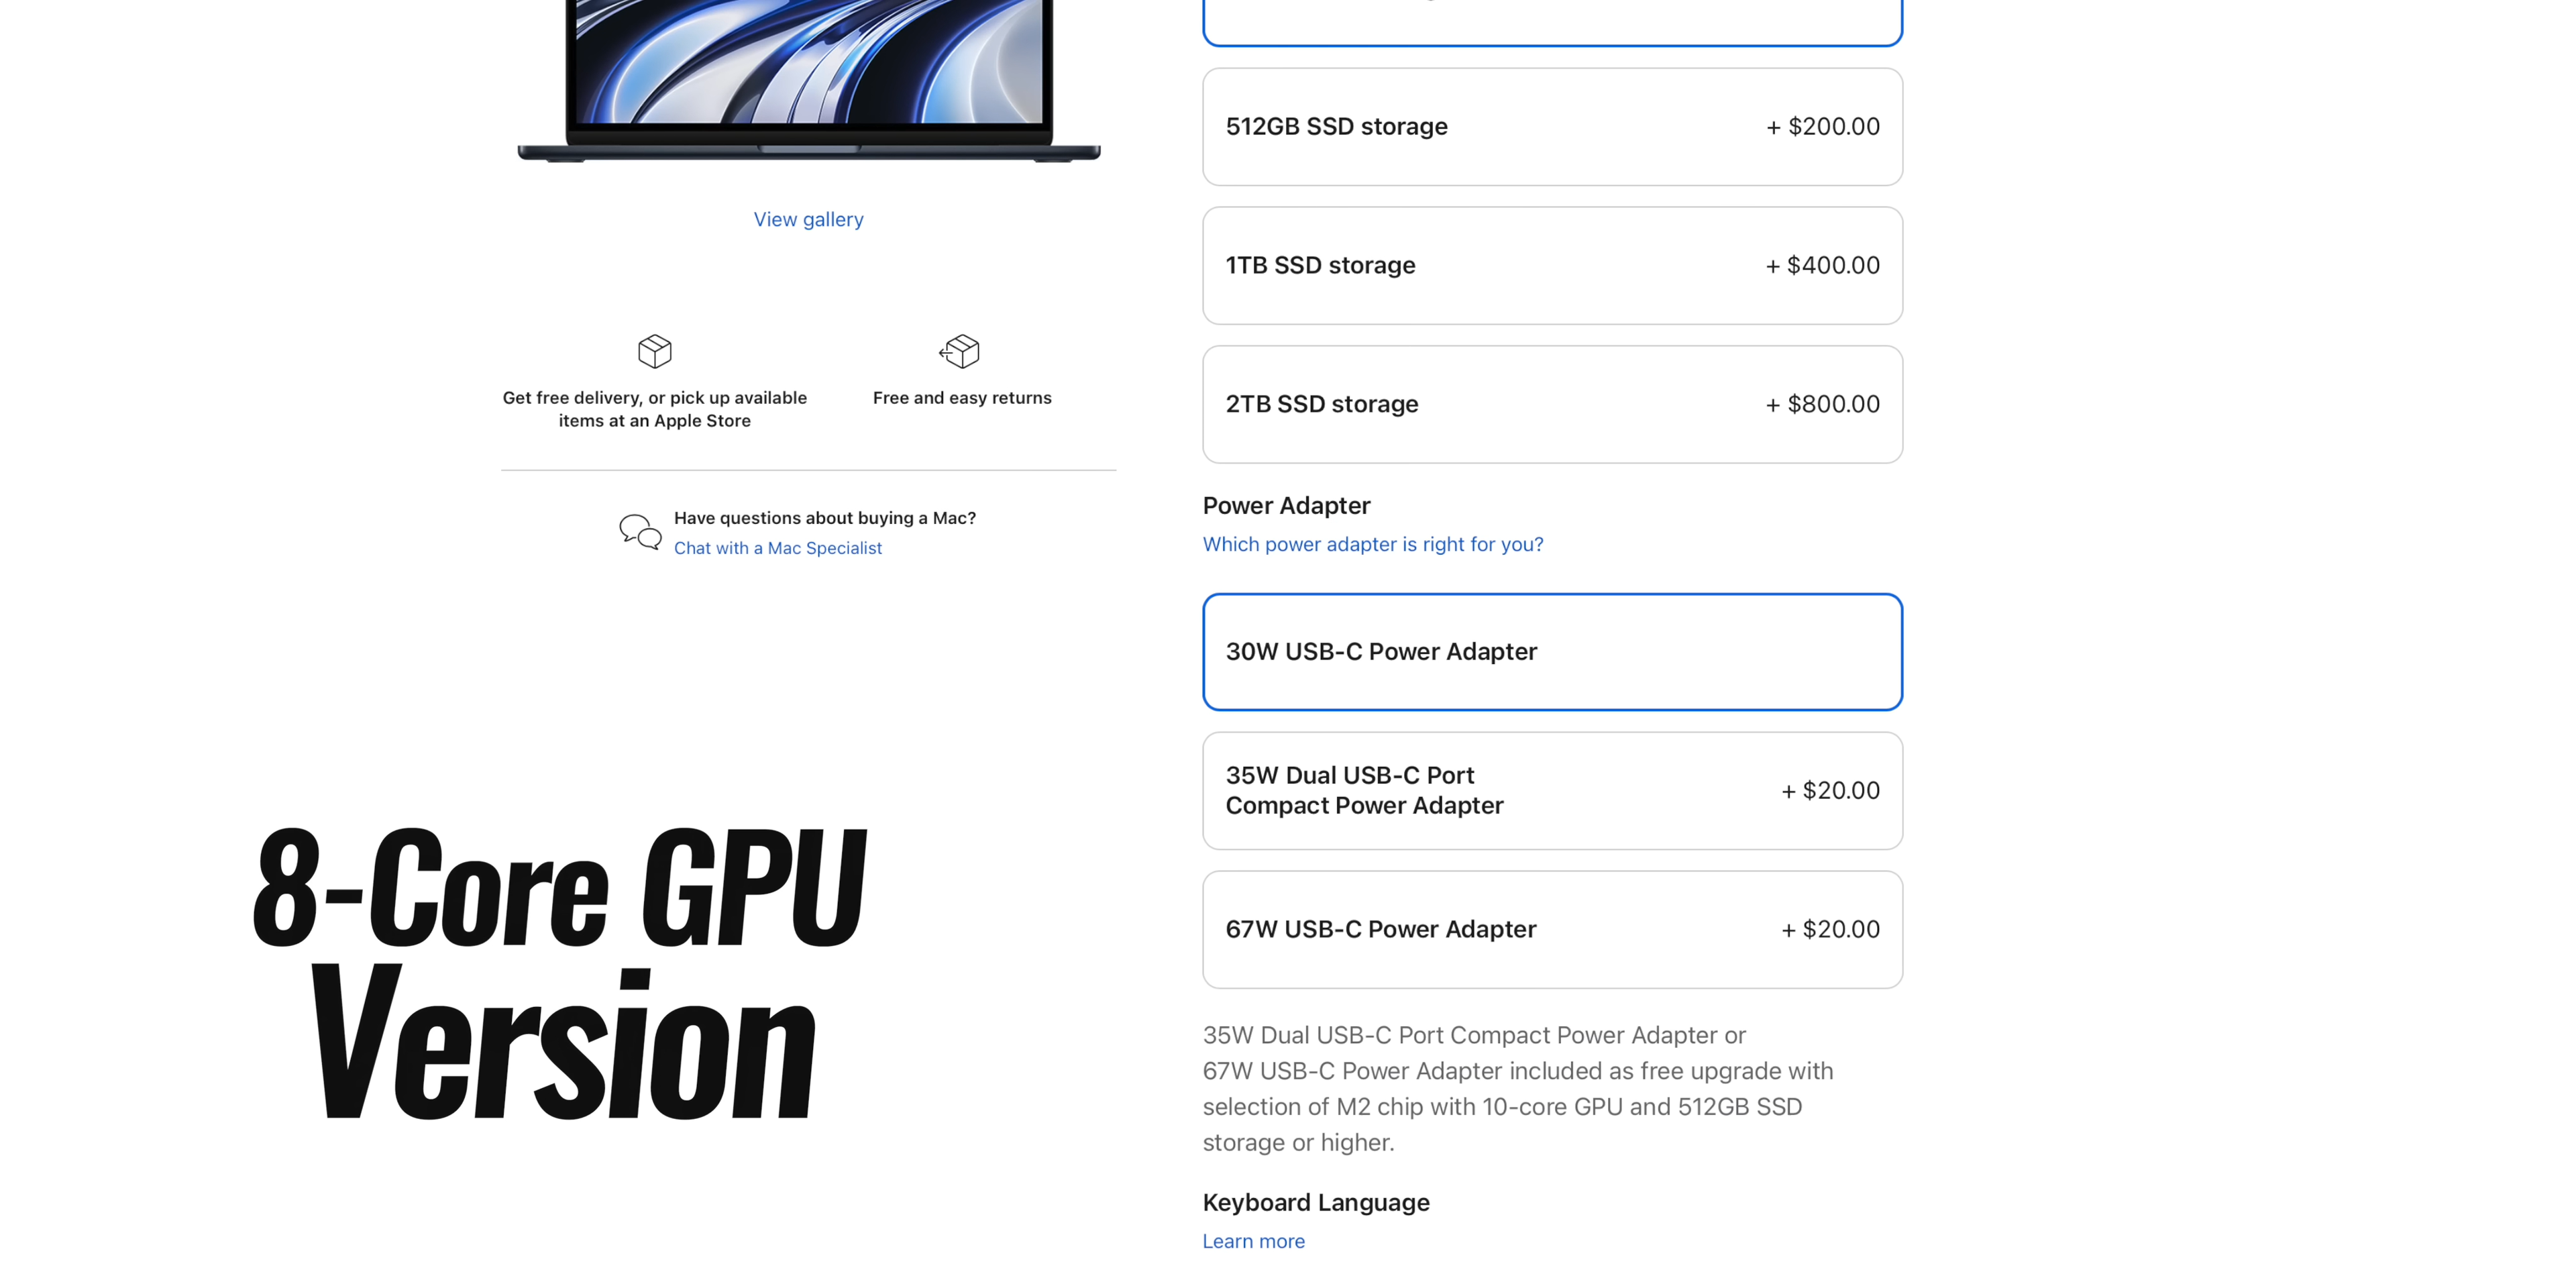 View gallery
Get free delivery, or pick up available
items at an Apple Store
Free and easy returns
Have questions about buying a Mac?
Chat with a Mac Specialist
8-Core GPU
Version
512GB SSD storage + $200.00
1TB SSD storage + $400.00
2TB SSD storage + $800.00
Power Adapter
Which power adapter is right for you?
30W USB-C Power Adapter
35W Dual USB-C Port
Compact Power Adapter + $20.00
67W USB-C Power Adapter + $20.00
35W Dual USB-C Port Compact Power Adapter or
67W USB-C Power Adapter included as free upgrade with
selection of M2 chip with 10-core GPU and 512GB SSD
storage or higher.
Keyboard Language
Learn more